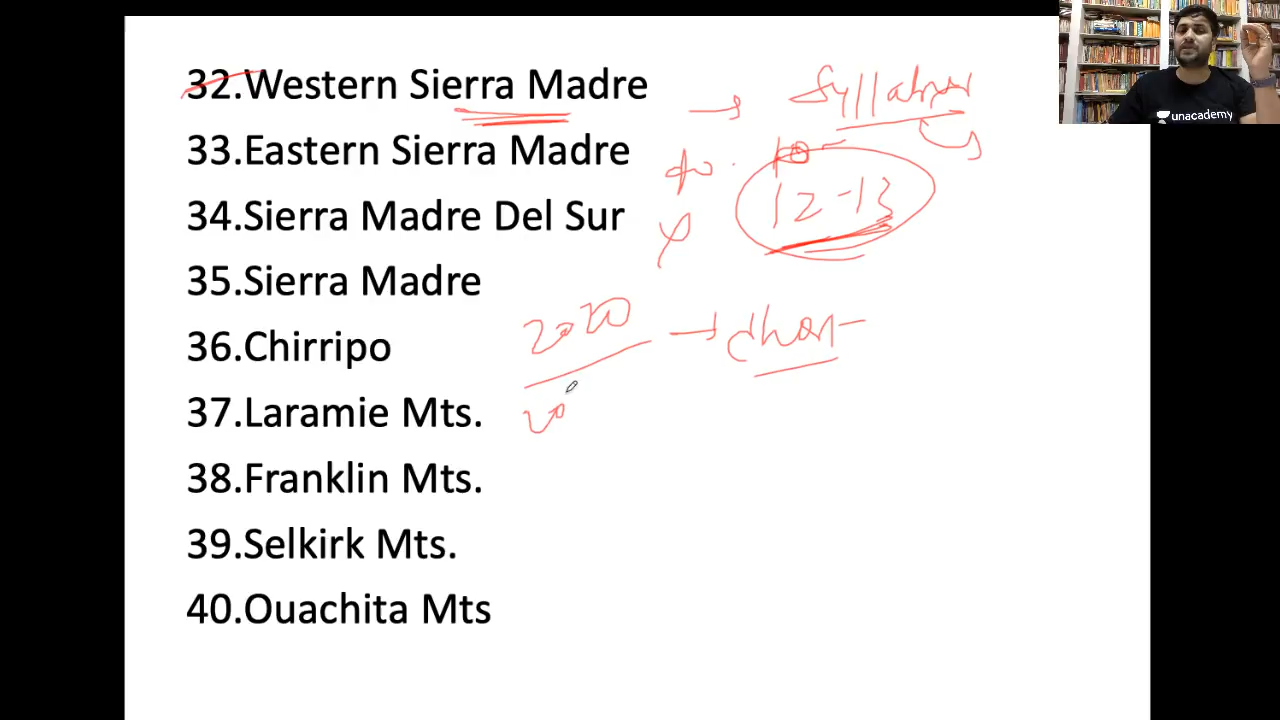 32.Western Sierra Madre
33.Eastern Sierra Madre
34.Sierra Madre Del Sur
35.Sierra Madre
36.Chirripo
37.Laramie Mts.
38.Franklin Mts.
39.Selkirk Mts.
40.Ouachita Mts
Syllabus
12-13
2020
unacademy